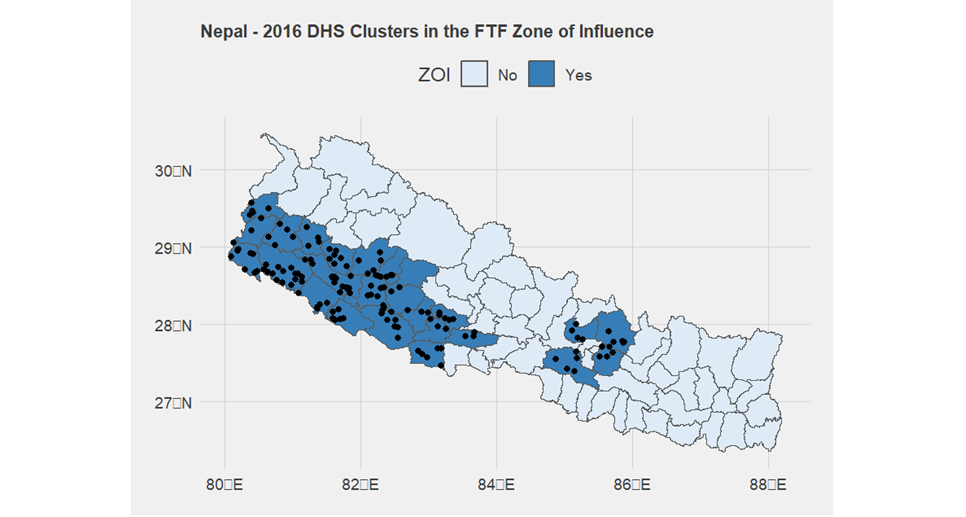 Nepal - 2016 DHS Clusters in the FTF Zone of Influence
ZOI No Yes
30□N
29□N
28□N
27□N
80□E 82□E 84□E 86□E 88□E